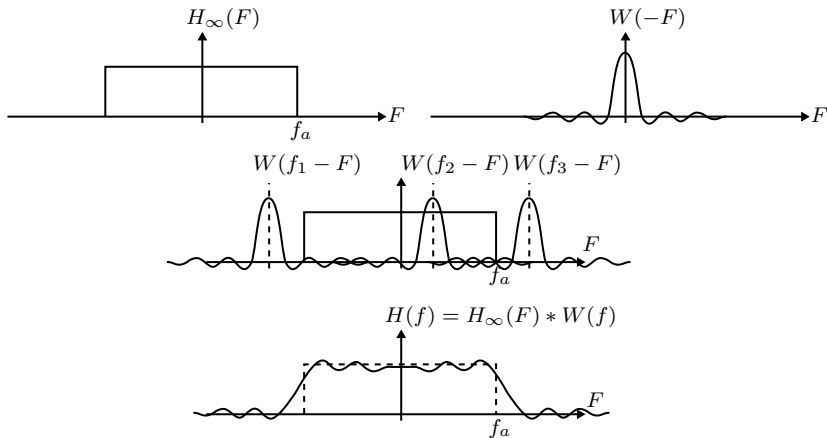 H∞(F)
F
fₐ
W(−F)
F
W(f₁ − F)
W(f₂ − F)
W(f₃ − F)
F
fₐ
H(f) = H∞(F) ∗ W(f)
F
fₐ